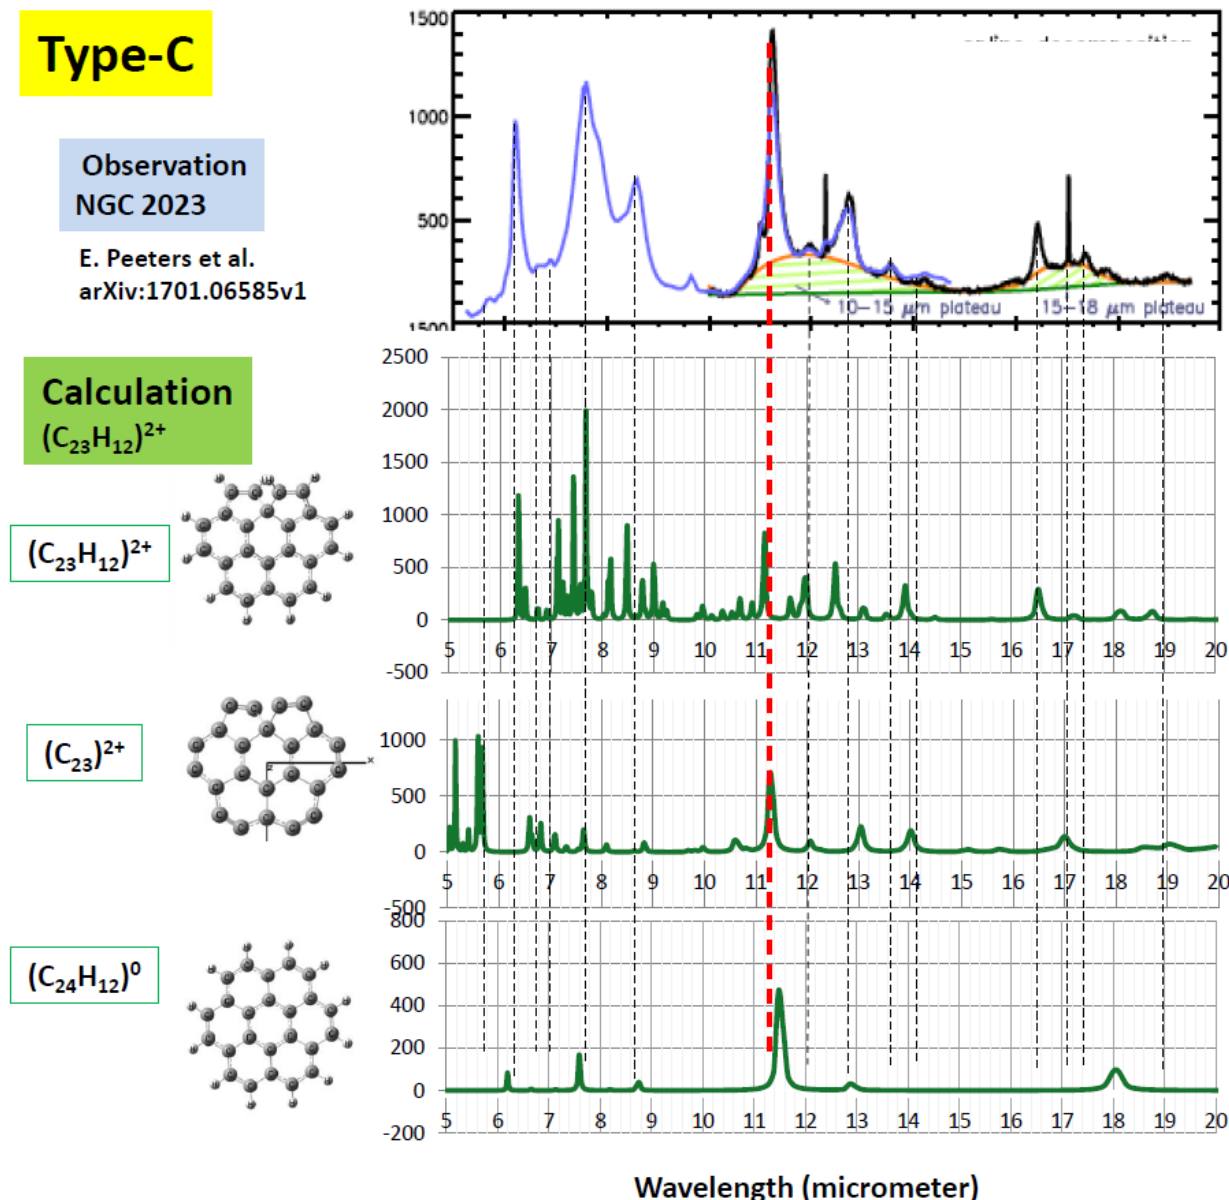 Type-C
Observation
NGC 2023
E. Peeters et al.
arXiv:1701.06585v1
1500
1000
500
1500
10–15 μm plateau
15–18 μm plateau
Calculation
(C23H12)2+
2500
2000
1500
1000
500
0
-500
5 6 7 8 9 10 11 12 13 14 15 16 17 18 19 20
(C23H12)2+
1000
500
0
-500
5 6 7 8 9 10 11 12 13 14 15 16 17 18 19 20
(C23)2+
z
x
800
600
400
200
0
-200
5 6 7 8 9 10 11 12 13 14 15 16 17 18 19 20
(C24H12)0
Wavelength (micrometer)